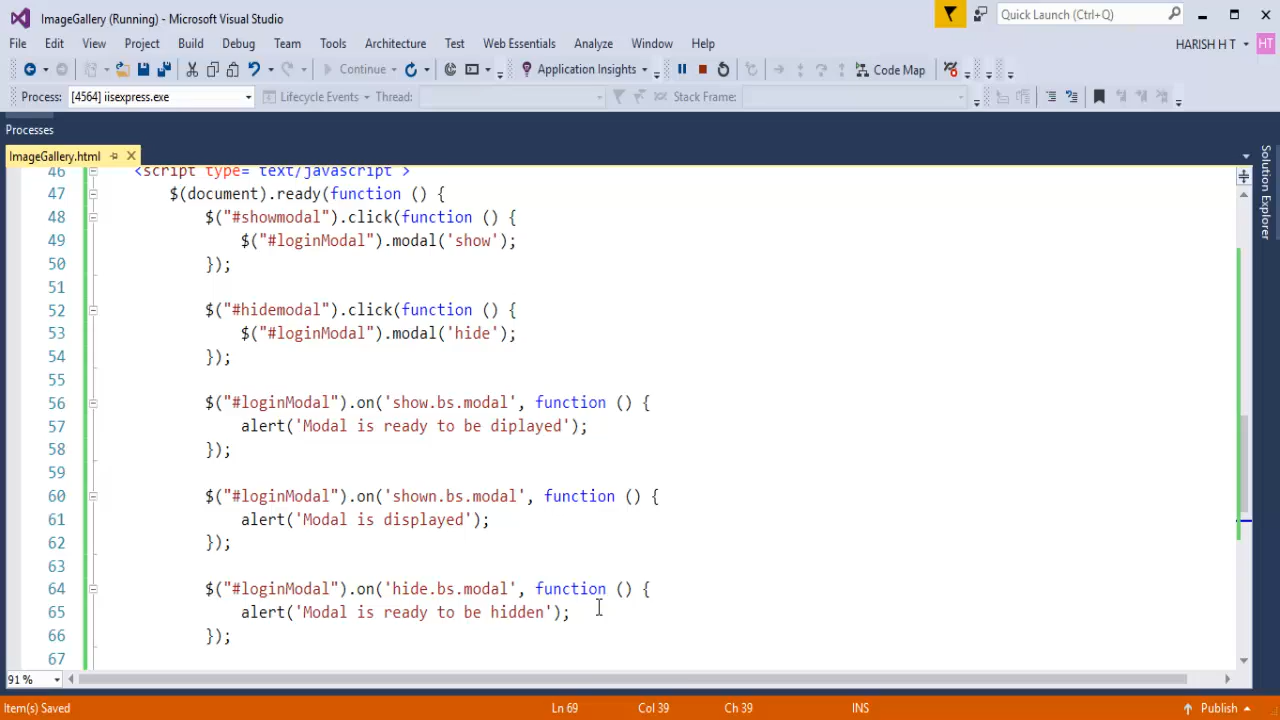 ImageGallery (Running) - Microsoft Visual Studio
Quick Launch (Ctrl+Q)
File Edit View Project Build Debug Team Tools Architecture Test Web Essentials Analyze Window Help
HARISH H T HT
Continue Application Insights Code Map
Process: [4564] iisexpress.exe Lifecycle Events Thread: Stack Frame:
Processes
ImageGallery.html
Solution Explorer
46 <script type= text/javascript >
47 $(document).ready(function () {
48 $("#showmodal").click(function () {
49 $("#loginModal").modal('show');
50 });
51
52 $("#hidemodal").click(function () {
53 $("#loginModal").modal('hide');
54 });
55
56 $("#loginModal").on('show.bs.modal', function () {
57 alert('Modal is ready to be diplayed');
58 });
59
60 $("#loginModal").on('shown.bs.modal', function () {
61 alert('Modal is displayed');
62 });
63
64 $("#loginModal").on('hide.bs.modal', function () {
65 alert('Modal is ready to be hidden');
66 });
67
91 %
Item(s) Saved Ln 69 Col 39 Ch 39 INS Publish